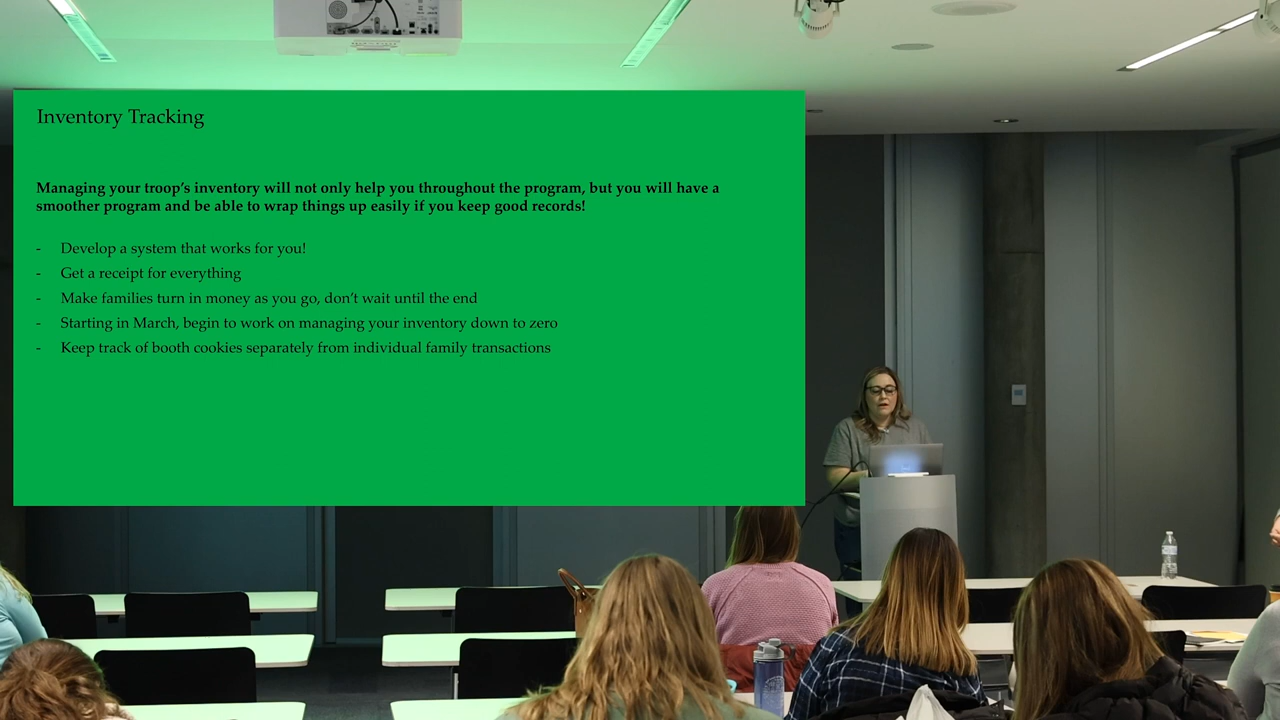 Inventory Tracking
Managing your troop's inventory will not only help you throughout the program, but you will have a
smoother program and be able to wrap things up easily if you keep good records!
- Develop a system that works for you!
- Get a receipt for everything
- Make families turn in money as you go, don't wait until the end
- Starting in March, begin to work on managing your inventory down to zero
- Keep track of booth cookies separately from individual family transactions